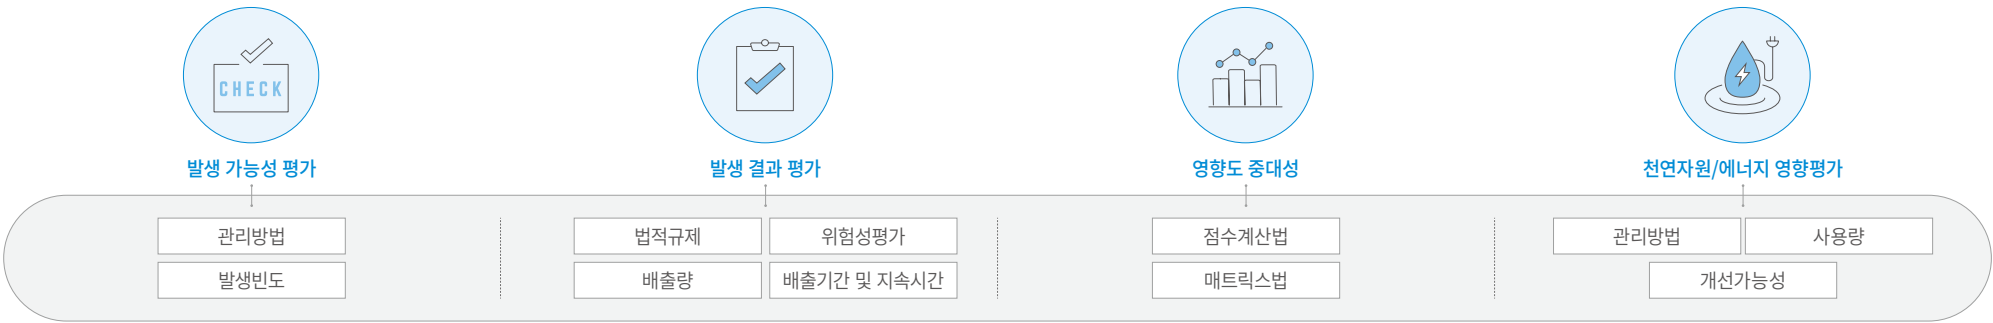 CHECK
발생 가능성 평가
관리방법
발생빈도
발생 결과 평가
법적규제
위험성평가
배출량
배출기간 및 지속시간
영향도 중대성
점수계산법
매트릭스법
천연자원/에너지 영향평가
관리방법
사용량
개선가능성